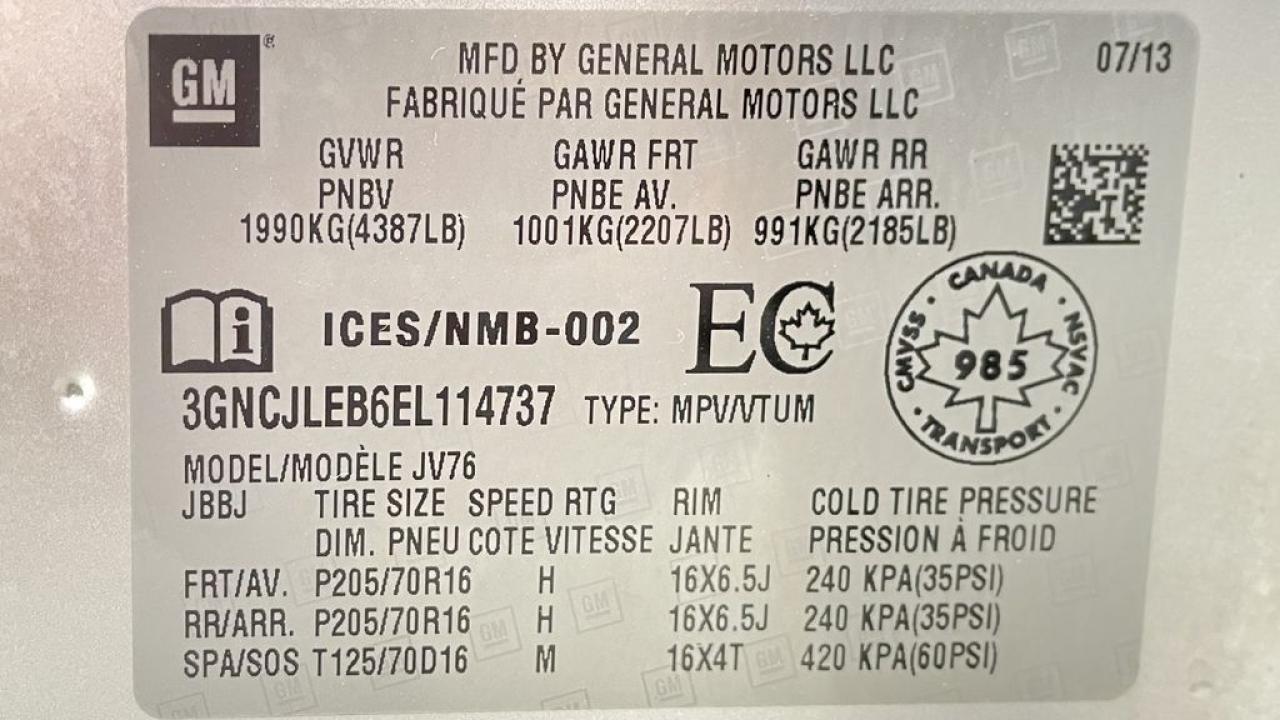 GM® MFD BY GENERAL MOTORS LLC 07/13
FABRIQUÉ PAR GENERAL MOTORS LLC
GVWR GAWR FRT GAWR RR
PNBV PNBE AV. PNBE ARR.
1990KG(4387LB) 1001KG(2207LB) 991KG(2185LB)
i ICES/NMB-002 EC
CANADA
CMVSS 985 NSVAC
TRANSPORT
3GNCJLEB6EL114737 TYPE: MPV/VTUM
MODEL/MODÈLE JV76
JBBJ TIRE SIZE SPEED RTG RIM COLD TIRE PRESSURE
DIM. PNEU COTE VITESSE JANTE PRESSION À FROID
FRT/AV. P205/70R16 H 16X6.5J 240 KPA(35PSI)
RR/ARR. P205/70R16 H 16X6.5J 240 KPA(35PSI)
SPA/SOS T125/70D16 M 16X4T 420 KPA(60PSI)